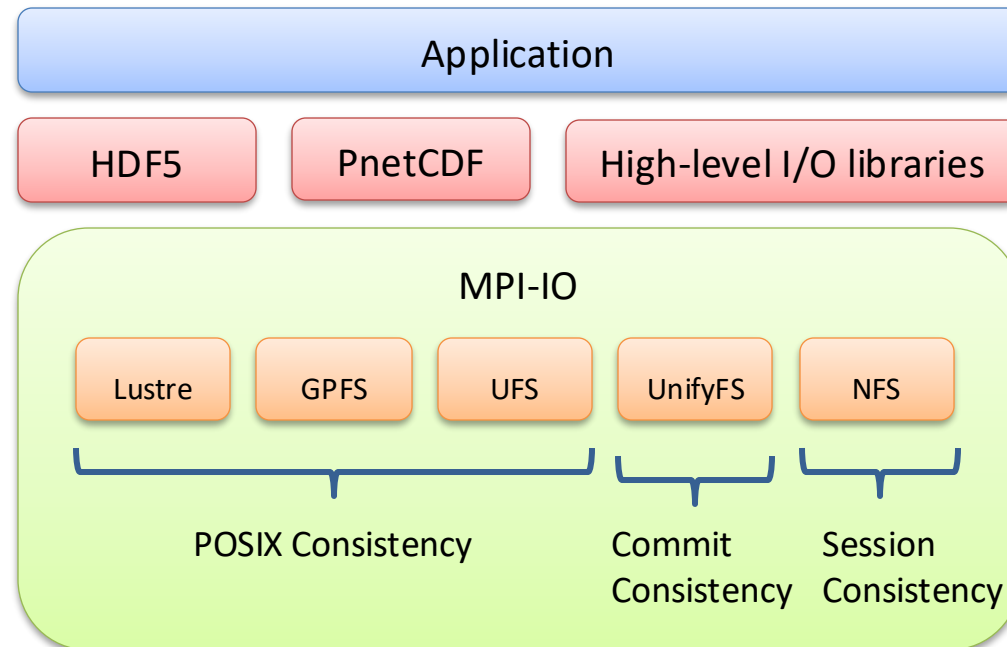 Application
HDF5
PnetCDF
High-level I/O libraries
MPI-IO
Lustre
GPFS
UFS
UnifyFS
NFS
POSIX Consistency
Commit
Consistency
Session
Consistency